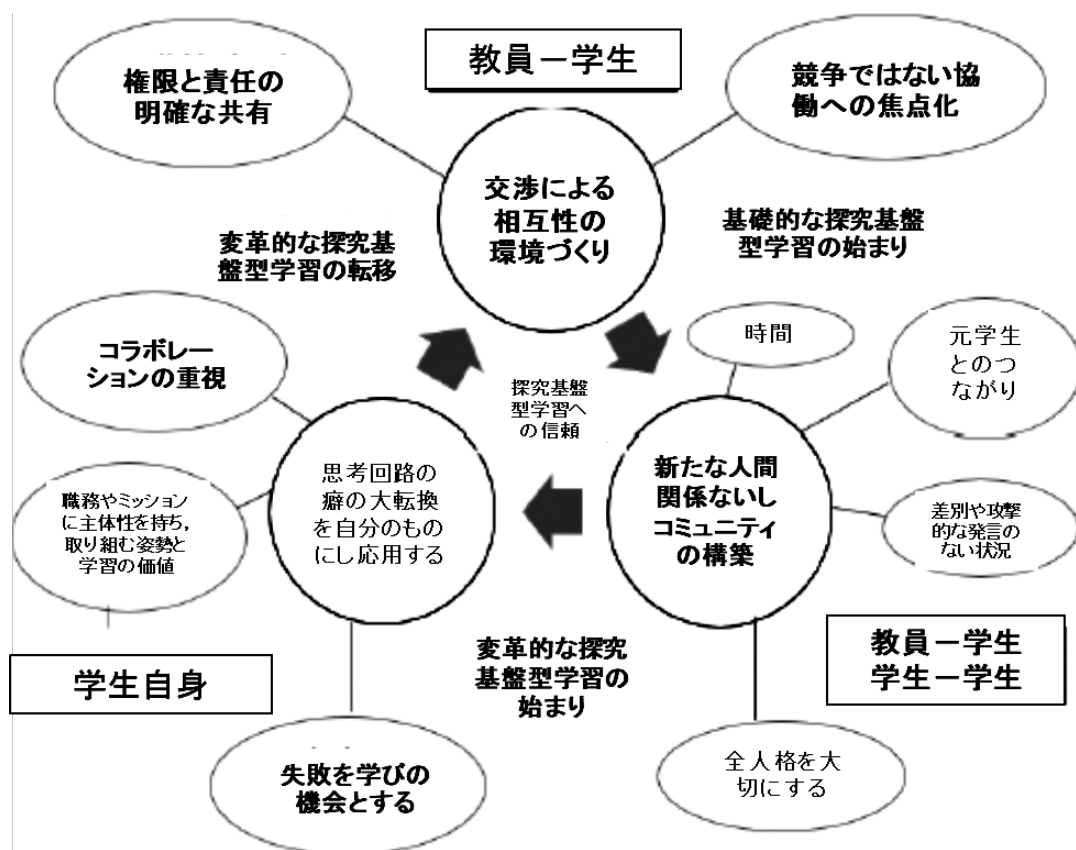 教員－学生
権限と責任の
明確な共有
競争ではない協
働への焦点化
交渉による
相互性の
環境づくり
変革的な探究基
盤型学習の転移
基礎的な探究基盤
型学習の始まり
コラボレー
ションの重視
時間
元学生
とのつ
ながり
探究基盤
型学習へ
の信頼
思考回路の
癖の大転換
を自分のもの
にし応用する
新たな人間
関係ないし
コミュニティ
の構築
職務やミッション
に主体性を持ち，
取り組む姿勢と
学習の価値
差別や攻撃
的な発言の
ない状況
学生自身
変革的な探究
基盤型学習の
始まり
教員－学生
学生－学生
失敗を学びの
機会とする
全人格を大
切にする